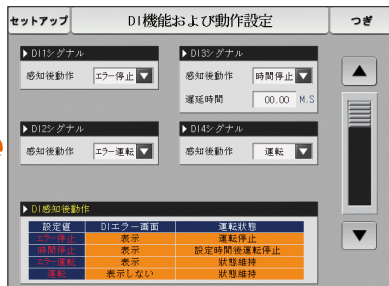 セットアップ
DI機能および動作設定
つぎ
▶DI1シグナル
感知後動作 エラー停止
▶DI3シグナル
感知後動作 時間停止
遅延時間 00.00 M.S
▶DI2シグナル
感知後動作 エラー運転
▶DI4シグナル
感知後動作 運転
▶DI感知後動作
設定値 DIエラー画面 運転狀態
エラー停止 表示 運転停止
時間停止 表示 設定時間後運転停止
エラー運転 表示 狀態維持
運転 表示しない 狀態維持